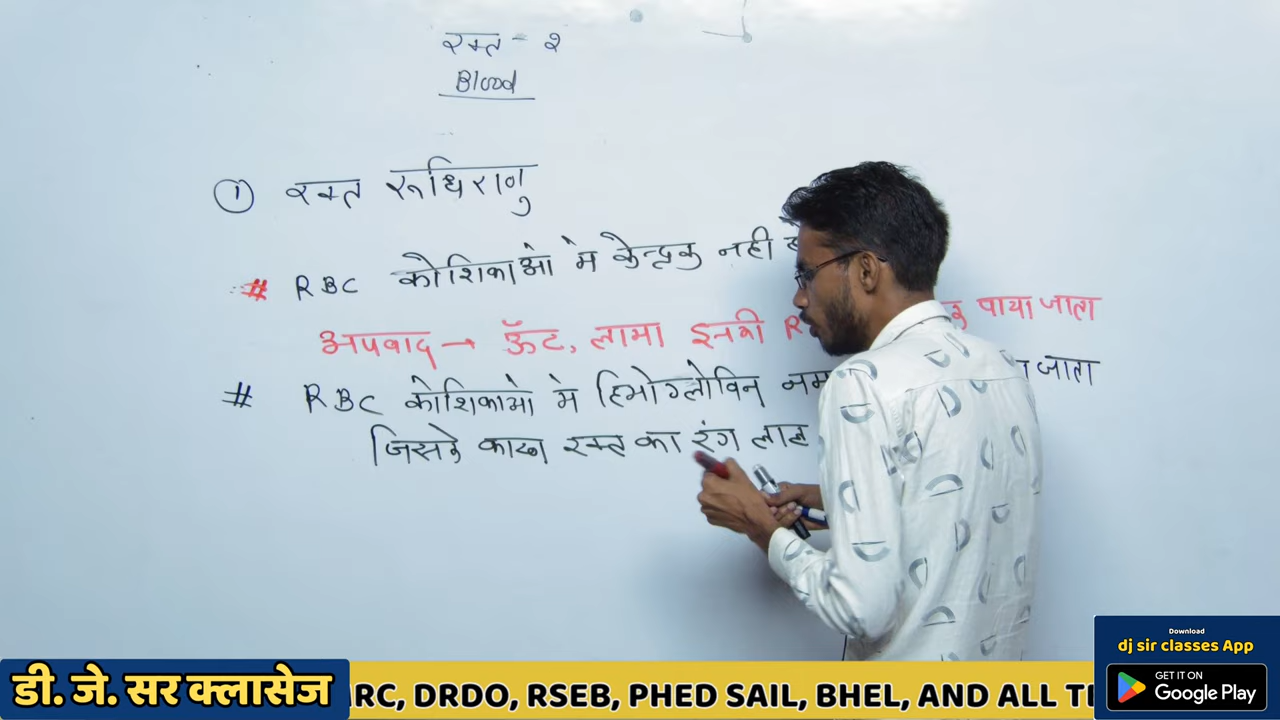 रक्त - २
Blood
① रक्त रूधिराणु
# RBC कोशिकाओ मे केन्द्रक नही
अपवाद → ऊँट, लामा इनकी R पाया जाता
# RBC कोशिकाओ मे हिमोग्लोविन जाता
जिसके कारण रक्त का रंग लाल
डी. जे. सर क्लासेज
RC, DRDO, RSEB, PHED SAIL, BHEL, AND ALL
Download
dj sir classes App
GET IT ON
Google Play